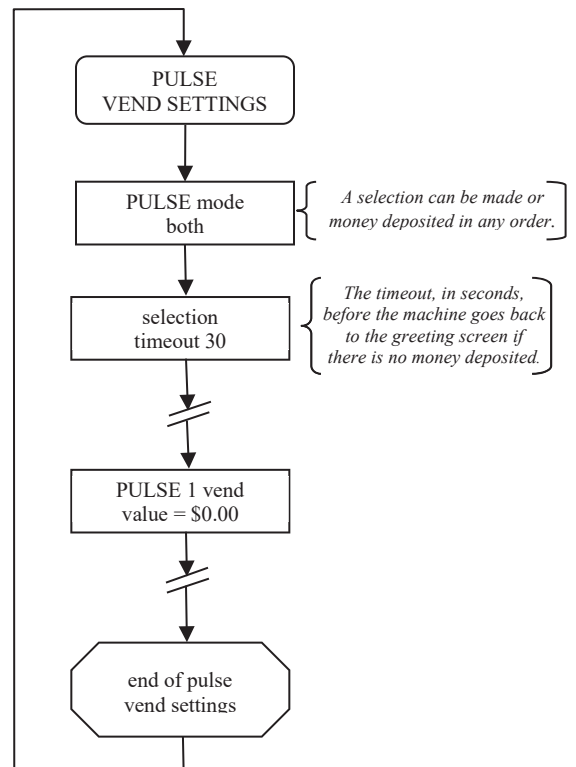 PULSE
VEND SETTINGS
PULSE mode
both
A selection can be made or
money deposited in any order.
selection
timeout 30
The timeout, in seconds,
before the machine goes back
to the greeting screen if
there is no money deposited.
PULSE 1 vend
value = $0.00
end of pulse
vend settings